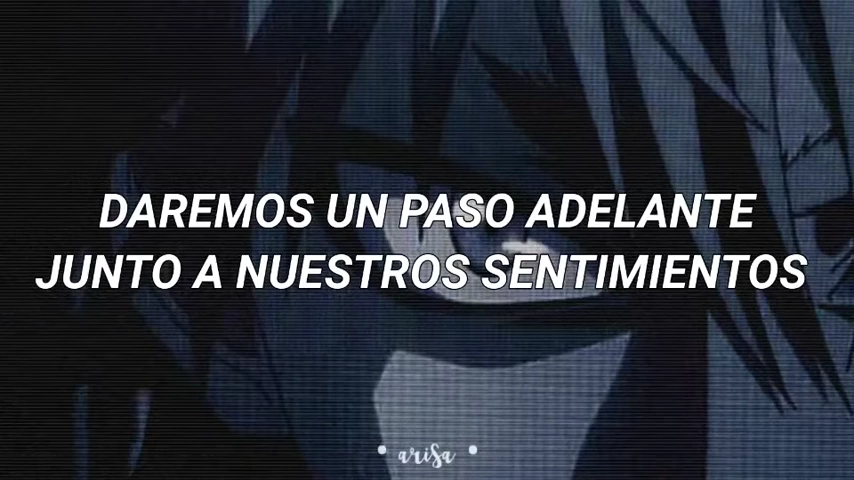 DAREMOS UN PASO ADELANTE
JUNTO A NUESTROS SENTIMIENTOS
• ariSa •